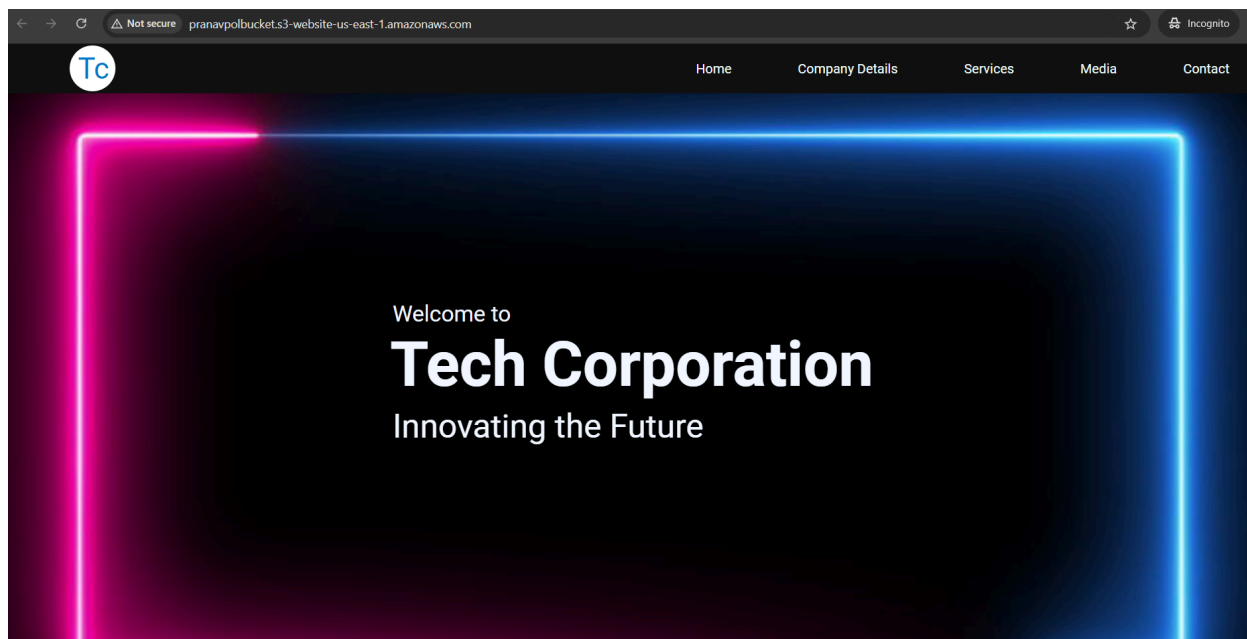 Not secure pranavpolbucket.s3-website-us-east-1.amazonaws.com Incognito
Tc Home Company Details Services Media Contact
Welcome to
Tech Corporation
Innovating the Future